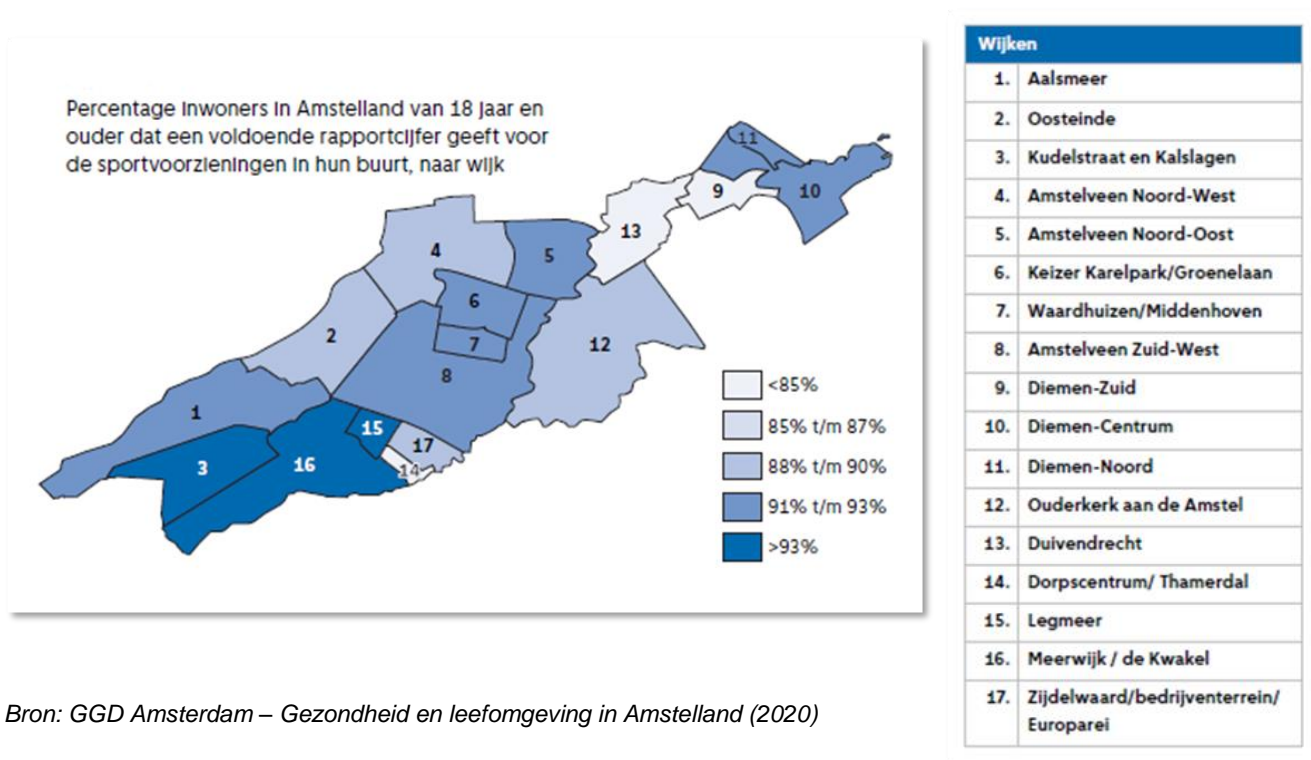 Percentage inwoners in Amstelland van 18 jaar en
ouder dat een voldoende rapportcijfer geeft voor
de sportvoorzieningen in hun buurt, naar wijk
11
9
10
13
4
5
6
2
7
12
8
1
15
17
3
16
14
<85%
85% t/m 87%
88% t/m 90%
91% t/m 93%
>93%
Wijken
1. Aalsmeer
2. Oosteinde
3. Kudelstraat en Kalslagen
4. Amstelveen Noord-West
5. Amstelveen Noord-Oost
6. Keizer Karelpark/Groenelaan
7. Waardhuizen/Middenhoven
8. Amstelveen Zuid-West
9. Diemen-Zuid
10. Diemen-Centrum
11. Diemen-Noord
12. Ouderkerk aan de Amstel
13. Duivendrecht
14. Dorpscentrum/ Thamerdal
15. Legmeer
16. Meerwijk / de Kwakel
17. Zijdelwaard/bedrijventerrein/
Europarei
Bron: GGD Amsterdam – Gezondheid en leefomgeving in Amstelland (2020)